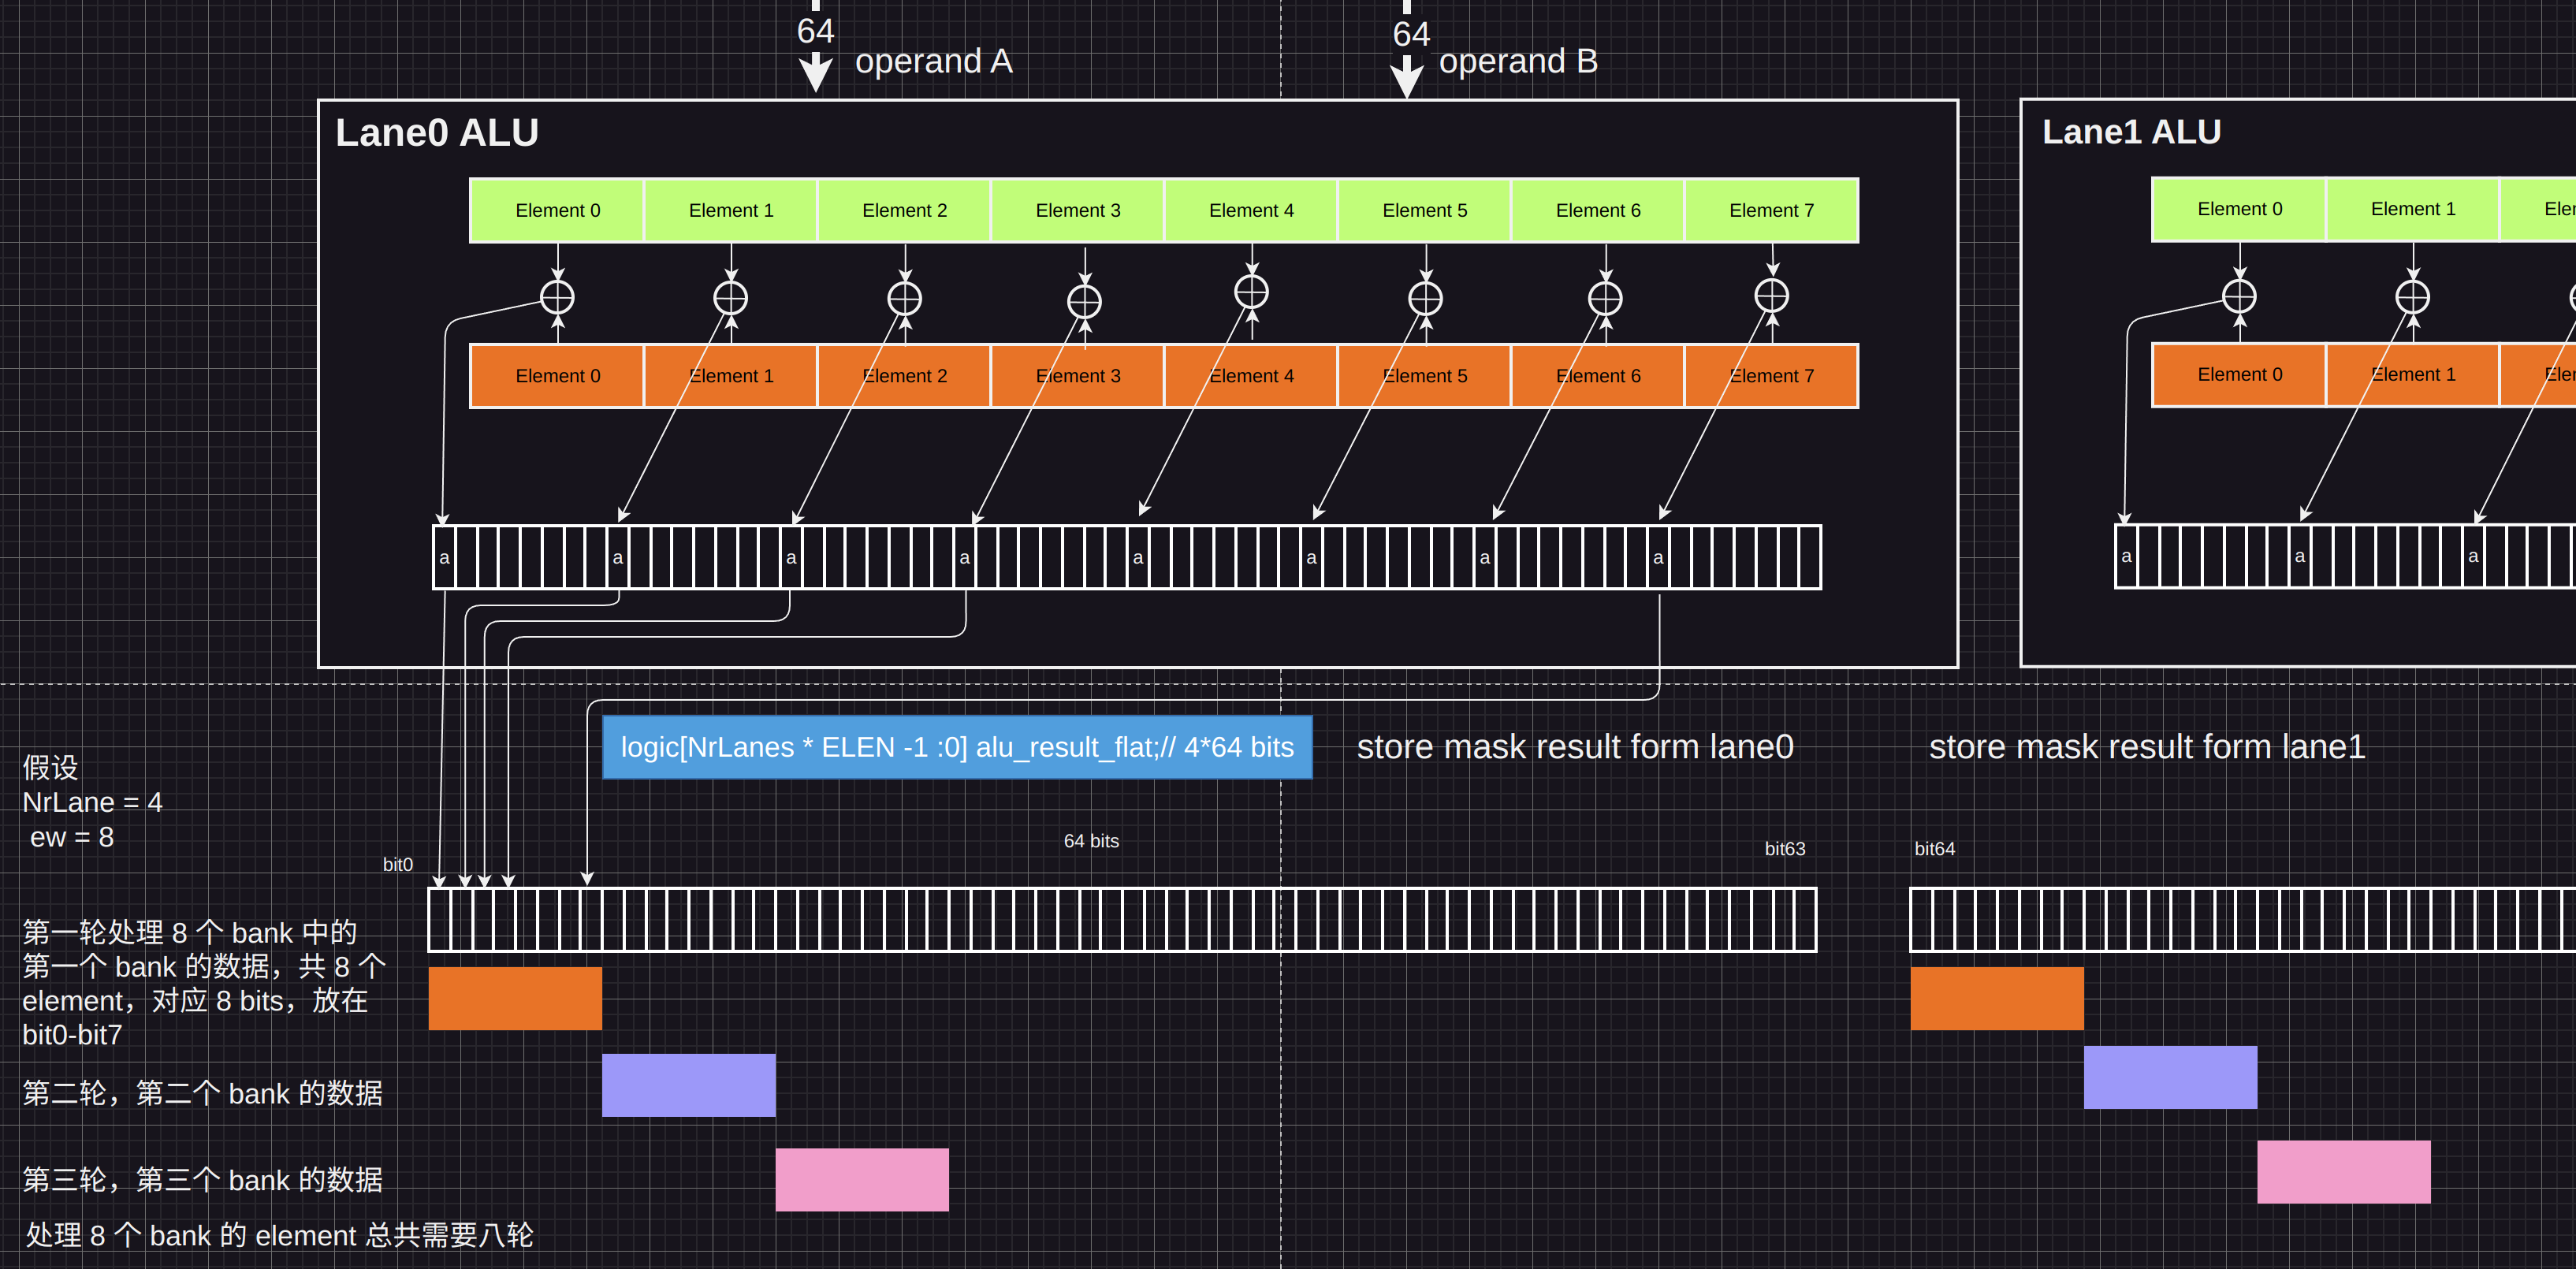 64
operand A
64
operand B
Lane0 ALU
Element 0 Element 1 Element 2 Element 3 Element 4 Element 5 Element 6 Element 7
Element 0 Element 1 Element 2 Element 3 Element 4 Element 5 Element 6 Element 7
a a a a a a a a
Lane1 ALU
Element 0 Element 1 Elem
Element 0 Element 1 Elem
a a a
logic[NrLanes * ELEN -1 :0] alu_result_flat;// 4*64 bits
store mask result form lane0
store mask result form lane1
假设
NrLane = 4
ew = 8
bit0
64 bits
bit63
bit64
第一轮处理 8 个 bank 中的
第一个 bank 的数据，共 8 个
element，对应 8 bits，放在
bit0-bit7
第二轮，第二个 bank 的数据
第三轮，第三个 bank 的数据
处理 8 个 bank 的 element 总共需要八轮